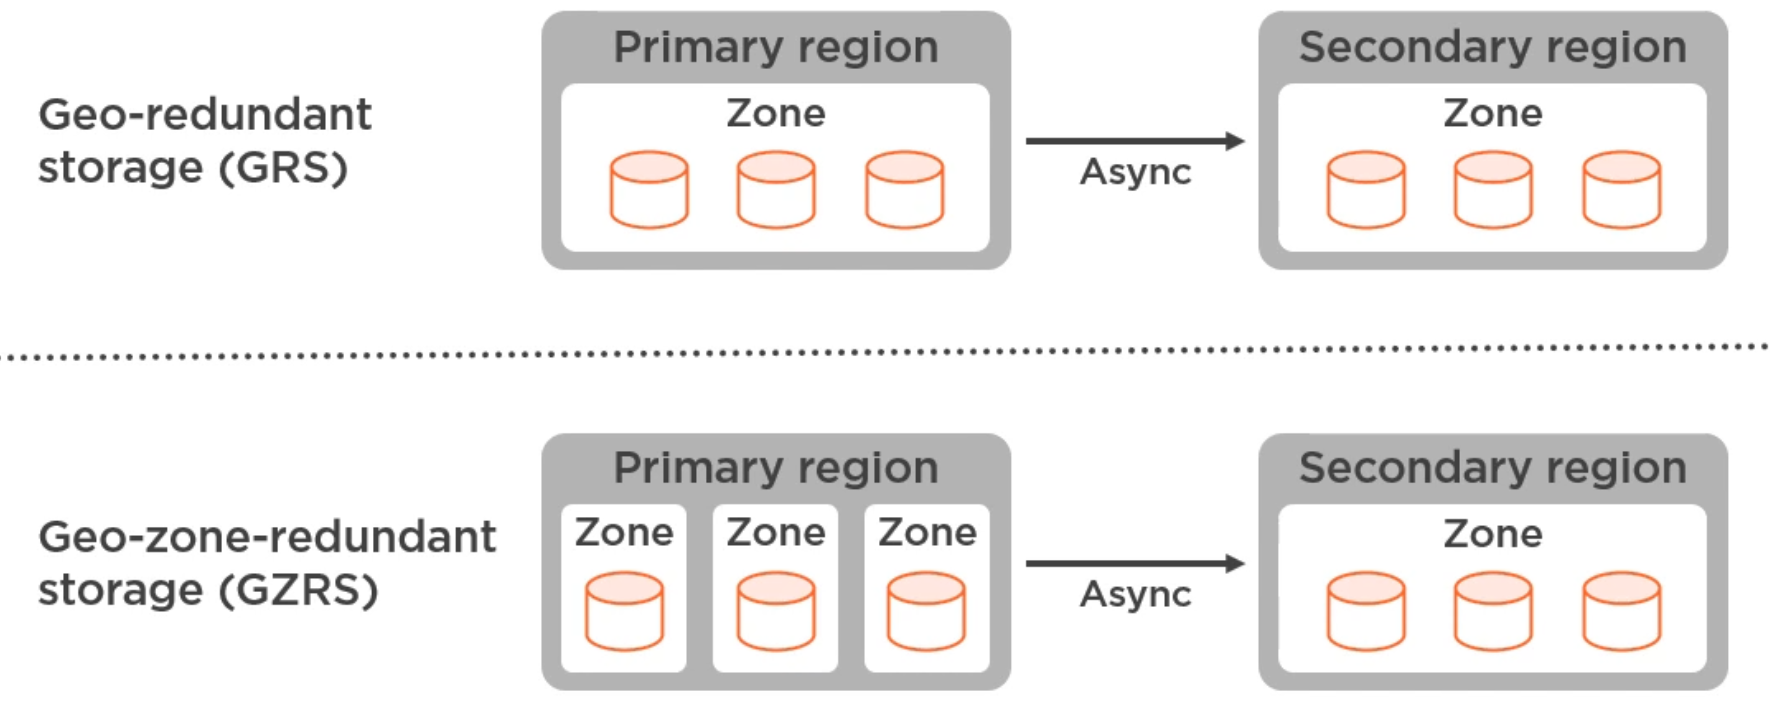 Primary region
Secondary region
Geo-redundant
storage (GRS)
Zone
Async
Zone
Primary region
Secondary region
Geo-zone-redundant
storage (GZRS)
Zone
Zone
Zone
Async
Zone